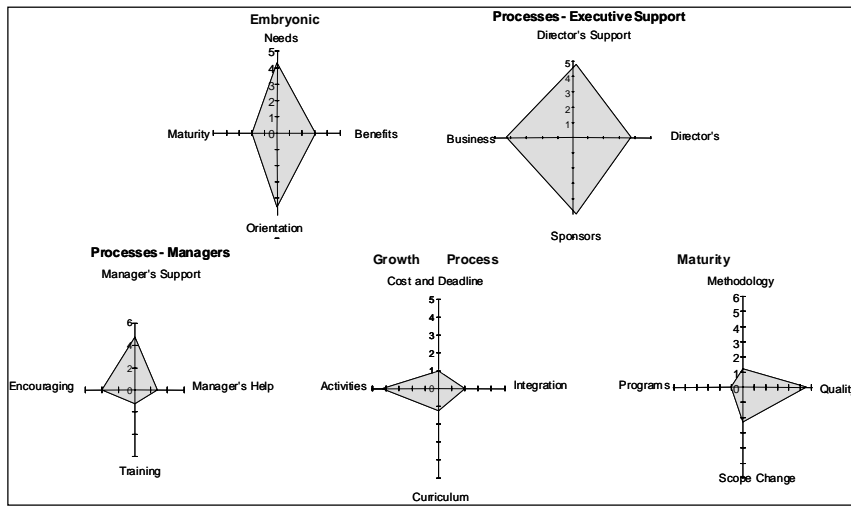 Embryonic
Needs
5
4
3
2
1
0
Maturity
Benefits
Orientation
Processes - Executive Support
Director's Support
5
4
3
2
1
Business
Director's
Sponsors
Processes - Managers
Manager's Support
6
4
2
0
Encouraging
Manager's Help
Training
Growth Process
Cost and Deadline
5
4
3
2
1
0
Activities
Integration
Curriculum
Maturity
Methodology
6
5
4
3
2
1
0
Programs
Quality
Scope Change